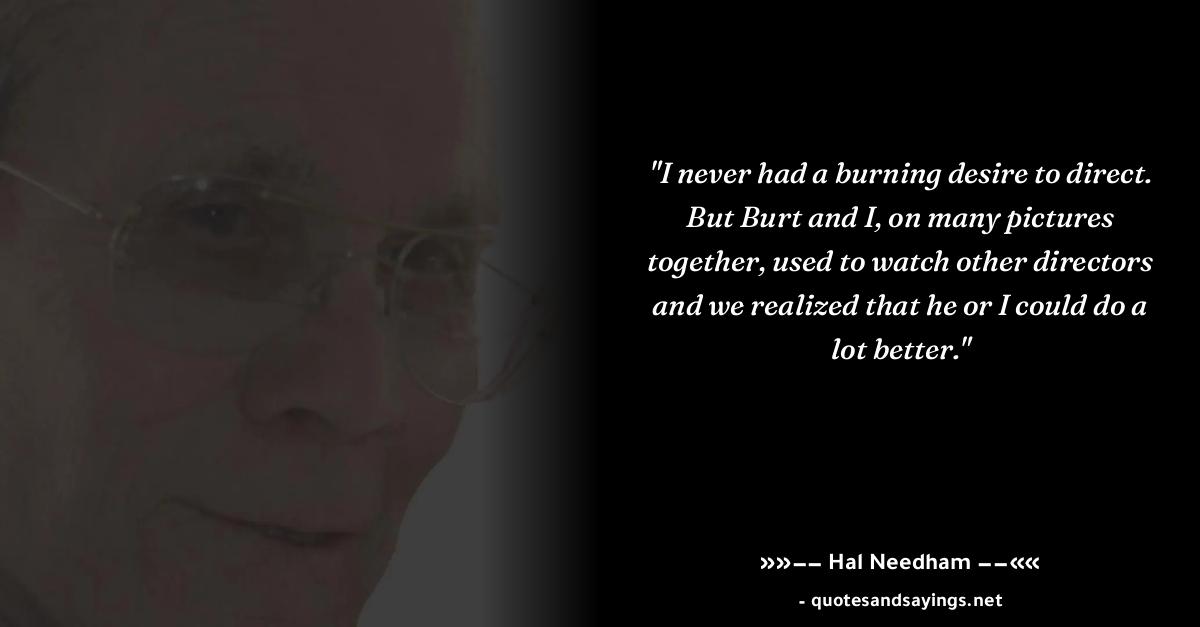 "I never had a burning desire to direct.
But Burt and I, on many pictures
together, used to watch other directors
and we realized that he or I could do a
lot better."
»»−− Hal Needham −−««
- quotesandsayings.net